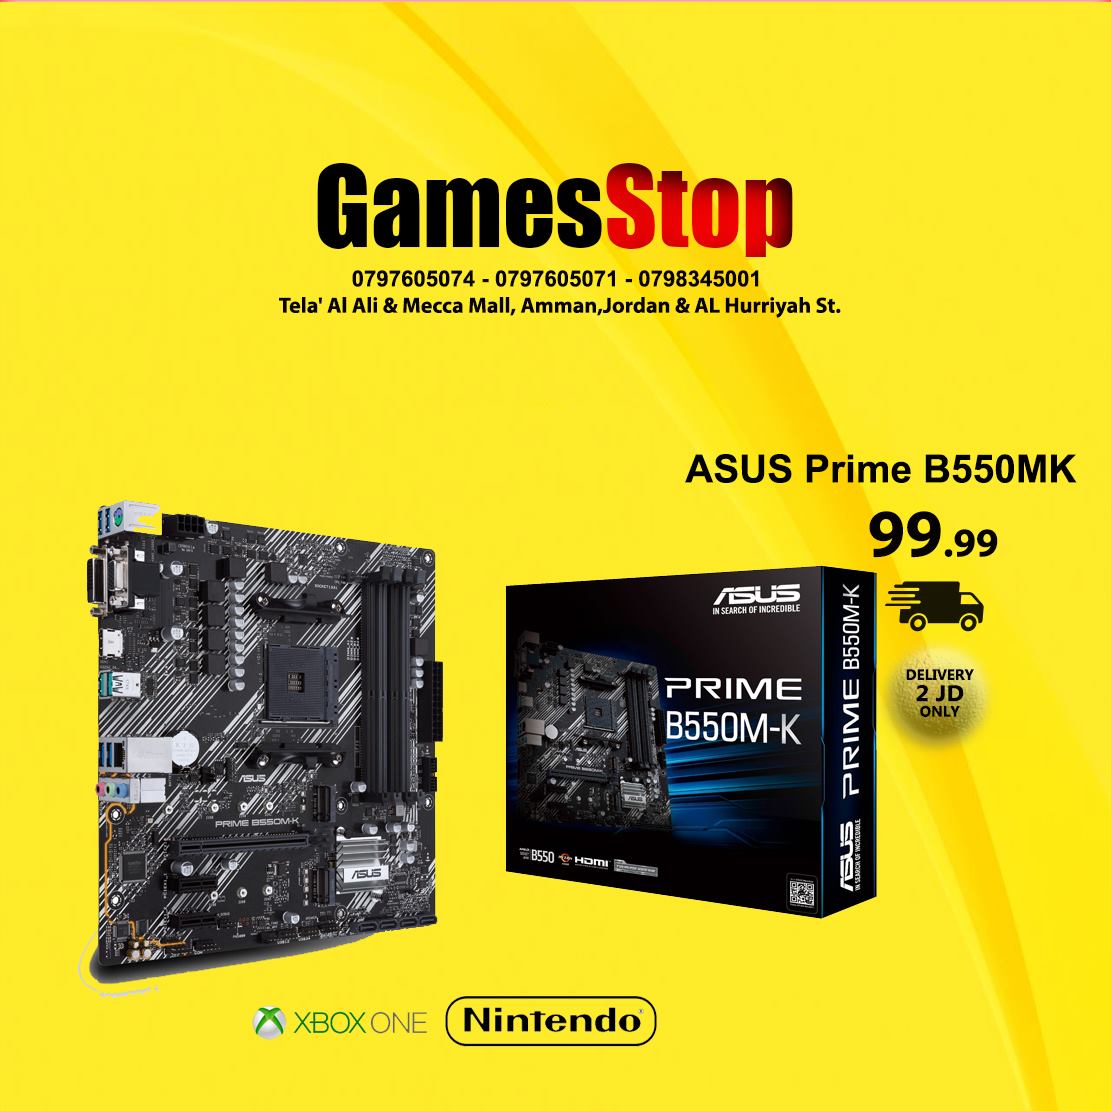 GamesStop
0797605074 - 0797605071 - 0798345001
Tela' Al Ali & Mecca Mall, Amman,Jordan & AL Hurriyah St.
ASUS Prime B550MK
99.99
DELIVERY
2 JD
ONLY
ASUS
IN SEARCH OF INCREDIBLE
PRIME
B550M-K
B550
HDMI
PRIME B550M-K
ASUS
IN SEARCH OF INCREDIBLE
ASUS
PRIME B550M-K
ASUS
XBOX ONE
Nintendo